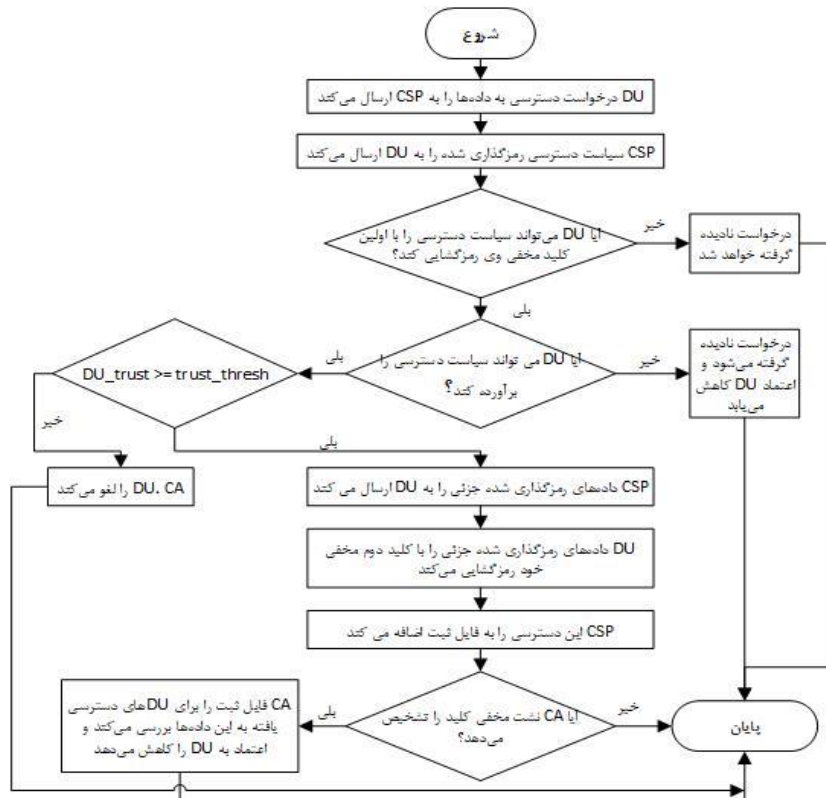 شروع
DU درخواست دسترسی به داده‌ها را به CSP ارسال می‌کند
CSP سیاست دسترسی رمزگذاری شده را به DU ارسال می‌کند
آیا DU می‌تواند سیاست دسترسی را با اولین
کلید مخفی وی رمزگشایی کند؟
خیر
درخواست نادیده
گرفته خواهد شد
بلی
آیا DU می تواند سیاست دسترسی را
برآورده کند؟
خیر
درخواست نادیده
گرفته می‌شود و
اعتماد DU کاهش
می‌یابد
بلی
DU_trust >= trust_thresh
خیر
DU، CA را لغو می‌کند
بلی
CSP داده‌های رمزگذاری شده جزئی را به DU ارسال می کند
DU داده‌های رمزگذاری شده جزئی را با کلید دوم مخفی
خود رمزگشایی می‌کند
CSP این دسترسی را به فایل ثبت اضافه می کند
آیا CA نشت مخفی کلید را تشخیص
می‌دهد؟
خیر
پایان
بلی
CA فایل ثبت را برای DUهای دسترسی
یافته به این داده‌ها بررسی می‌کند و
اعتماد به DU را کاهش می‌دهد